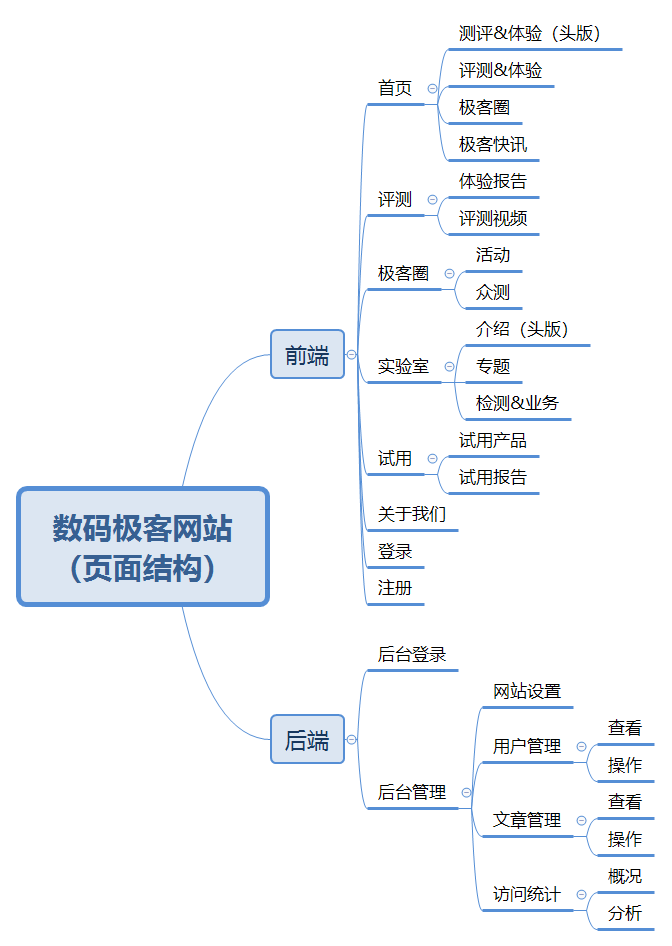 数码极客网站
（页面结构）
前端
首页
测评&体验（头版）
评测&体验
极客圈
极客快讯
评测
体验报告
评测视频
极客圈
活动
众测
实验室
介绍（头版）
专题
检测&业务
试用
试用产品
试用报告
关于我们
登录
注册
后端
后台登录
后台管理
网站设置
用户管理
查看
操作
文章管理
查看
操作
访问统计
概况
分析